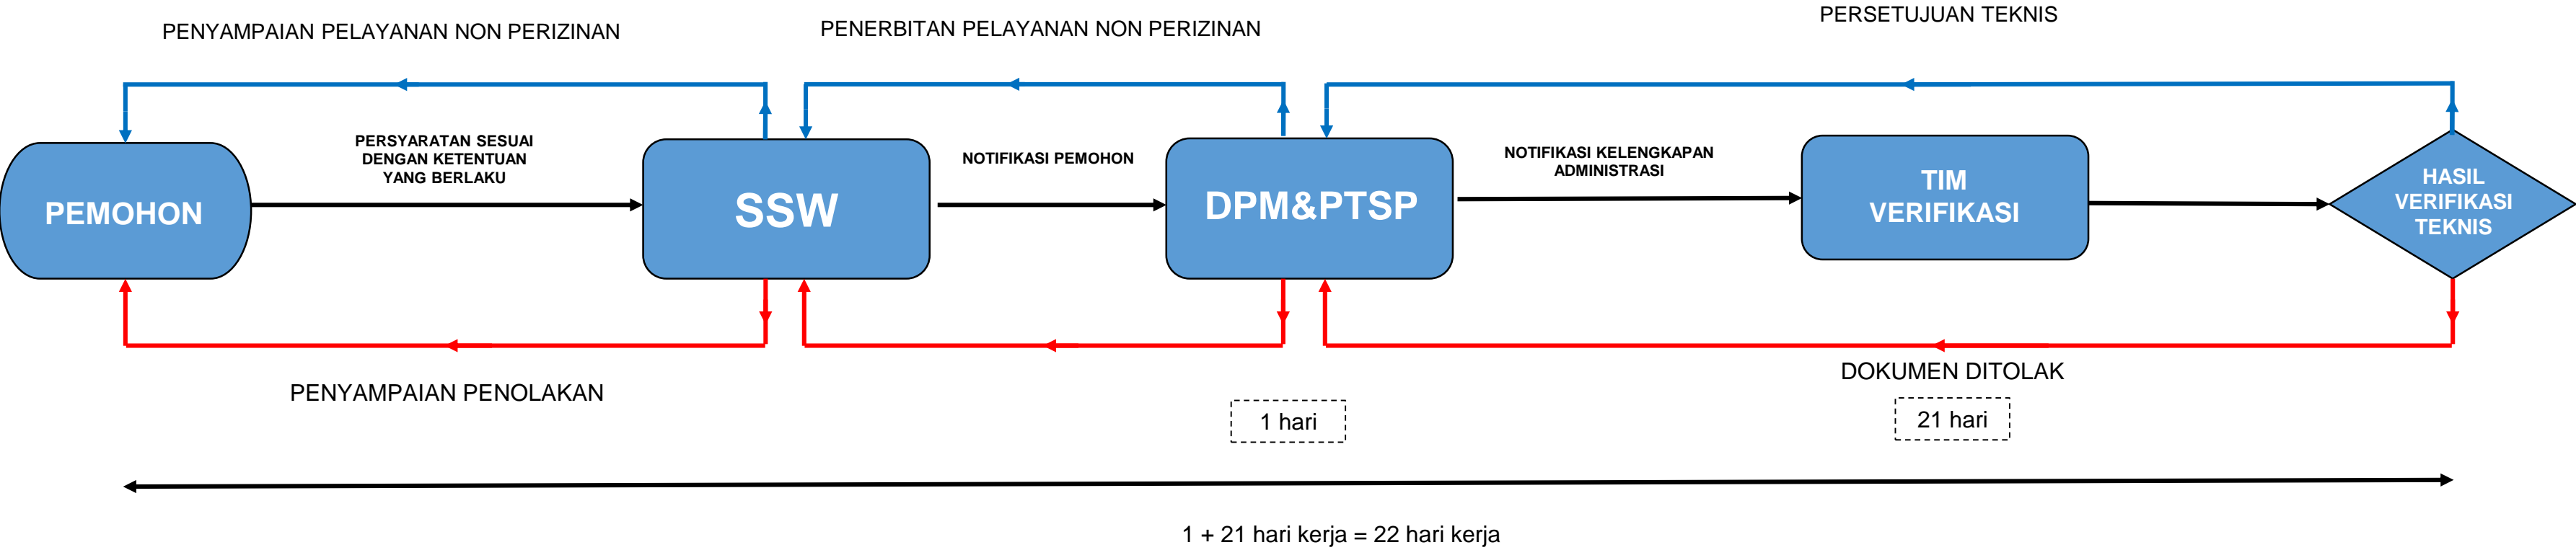 PENYAMPAIAN PELAYANAN NON PERIZINAN
PENERBITAN PELAYANAN NON PERIZINAN
PERSETUJUAN TEKNIS
PEMOHON
PERSYARATAN SESUAI
DENGAN KETENTUAN
YANG BERLAKU
SSW
NOTIFIKASI PEMOHON
DPM&PTSP
NOTIFIKASI KELENGKAPAN
ADMINISTRASI
TIM
VERIFIKASI
HASIL
VERIFIKASI
TEKNIS
PENYAMPAIAN PENOLAKAN
DOKUMEN DITOLAK
1 hari
21 hari
1 + 21 hari kerja = 22 hari kerja